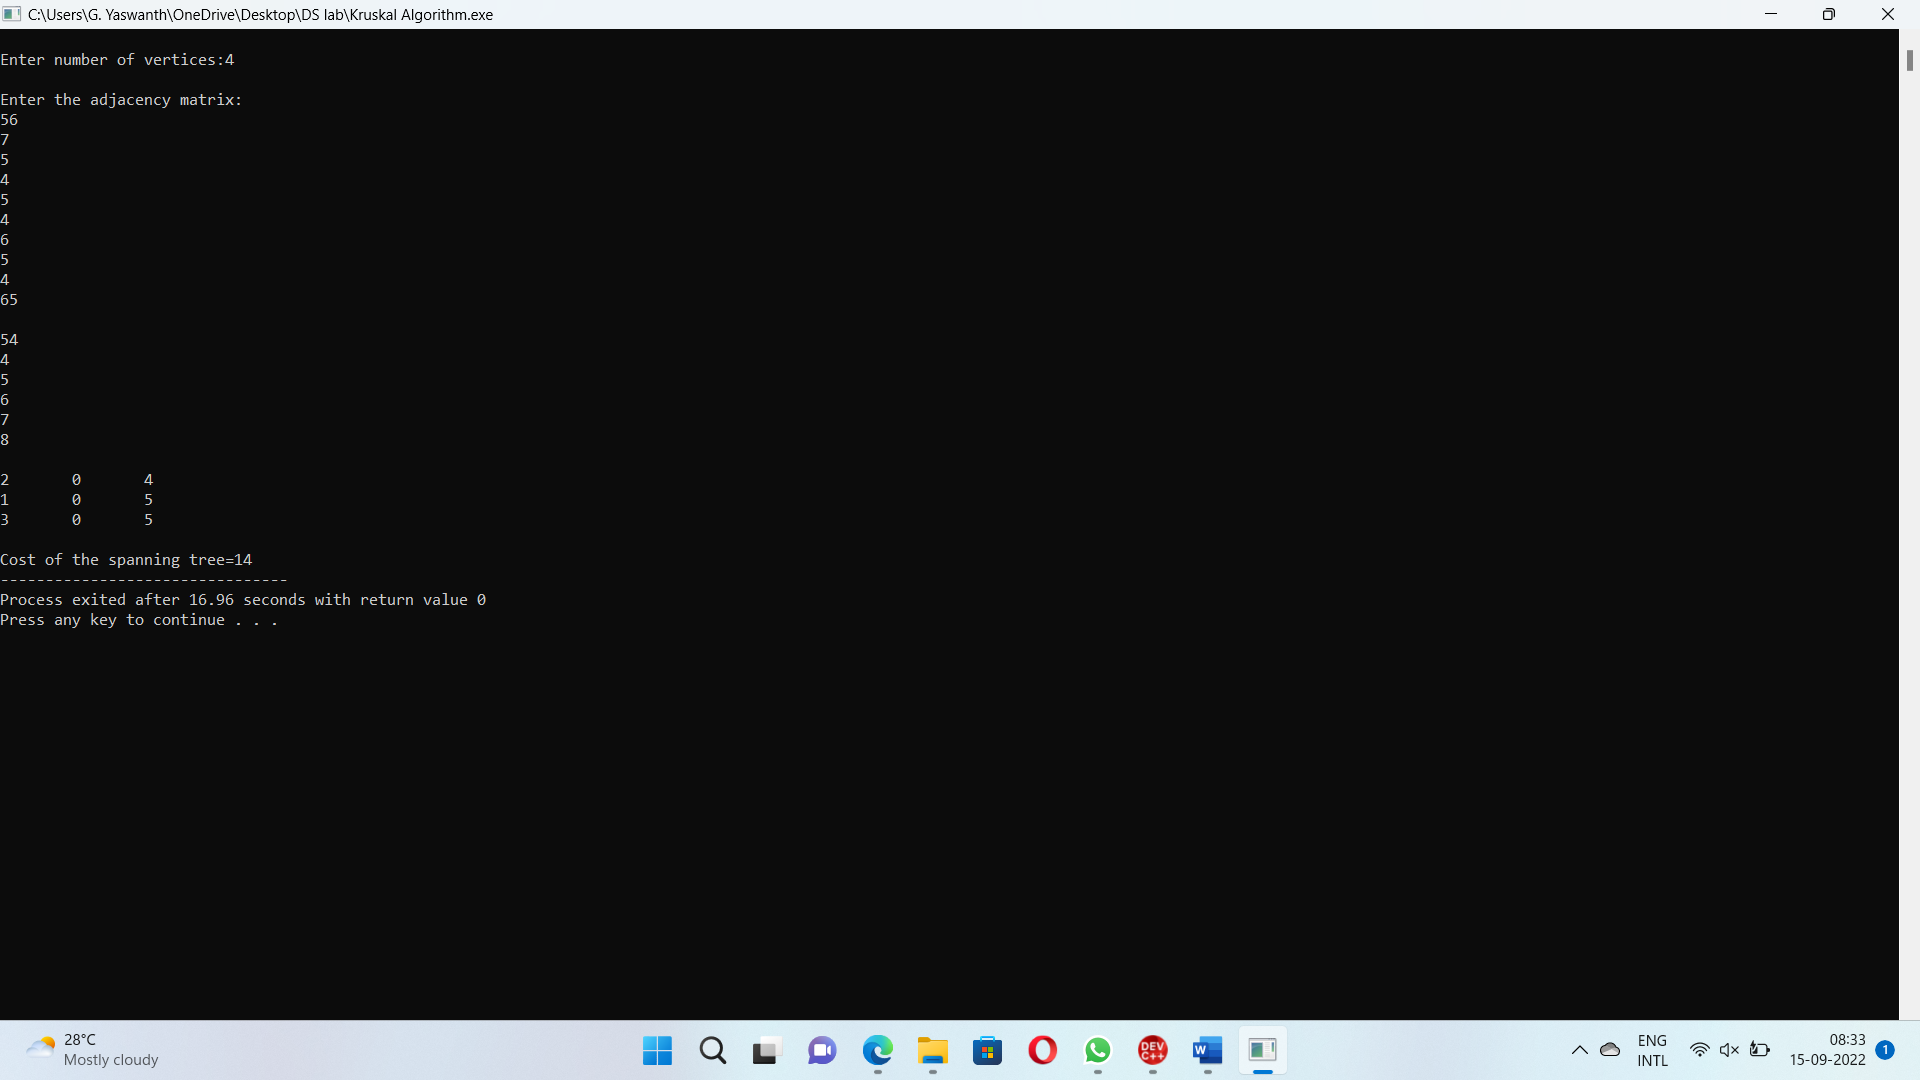 C:\Users\G. Yaswanth\OneDrive\Desktop\DS lab\Kruskal Algorithm.exe
Enter number of vertices:4
Enter the adjacency matrix:
56
7
5
4
5
4
6
5
4
65
54
4
5
6
7
8
2 0 4
1 0 5
3 0 5
Cost of the spanning tree=14
--------------------------------
Process exited after 16.96 seconds with return value 0
Press any key to continue . . .
28°C
Mostly cloudy
DEV
C++
W
ENG
INTL
08:33
15-09-2022
1